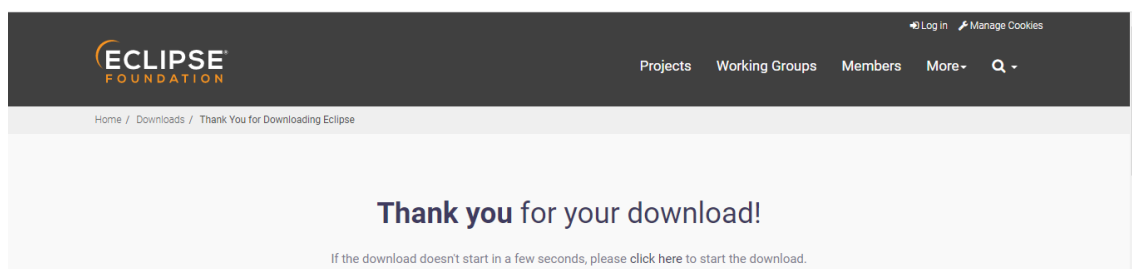 Log in Manage Cookies
ECLIPSE
FOUNDATION
Projects Working Groups Members More
Home / Downloads / Thank You for Downloading Eclipse
Thank you for your download!
If the download doesn't start in a few seconds, please click here to start the download.